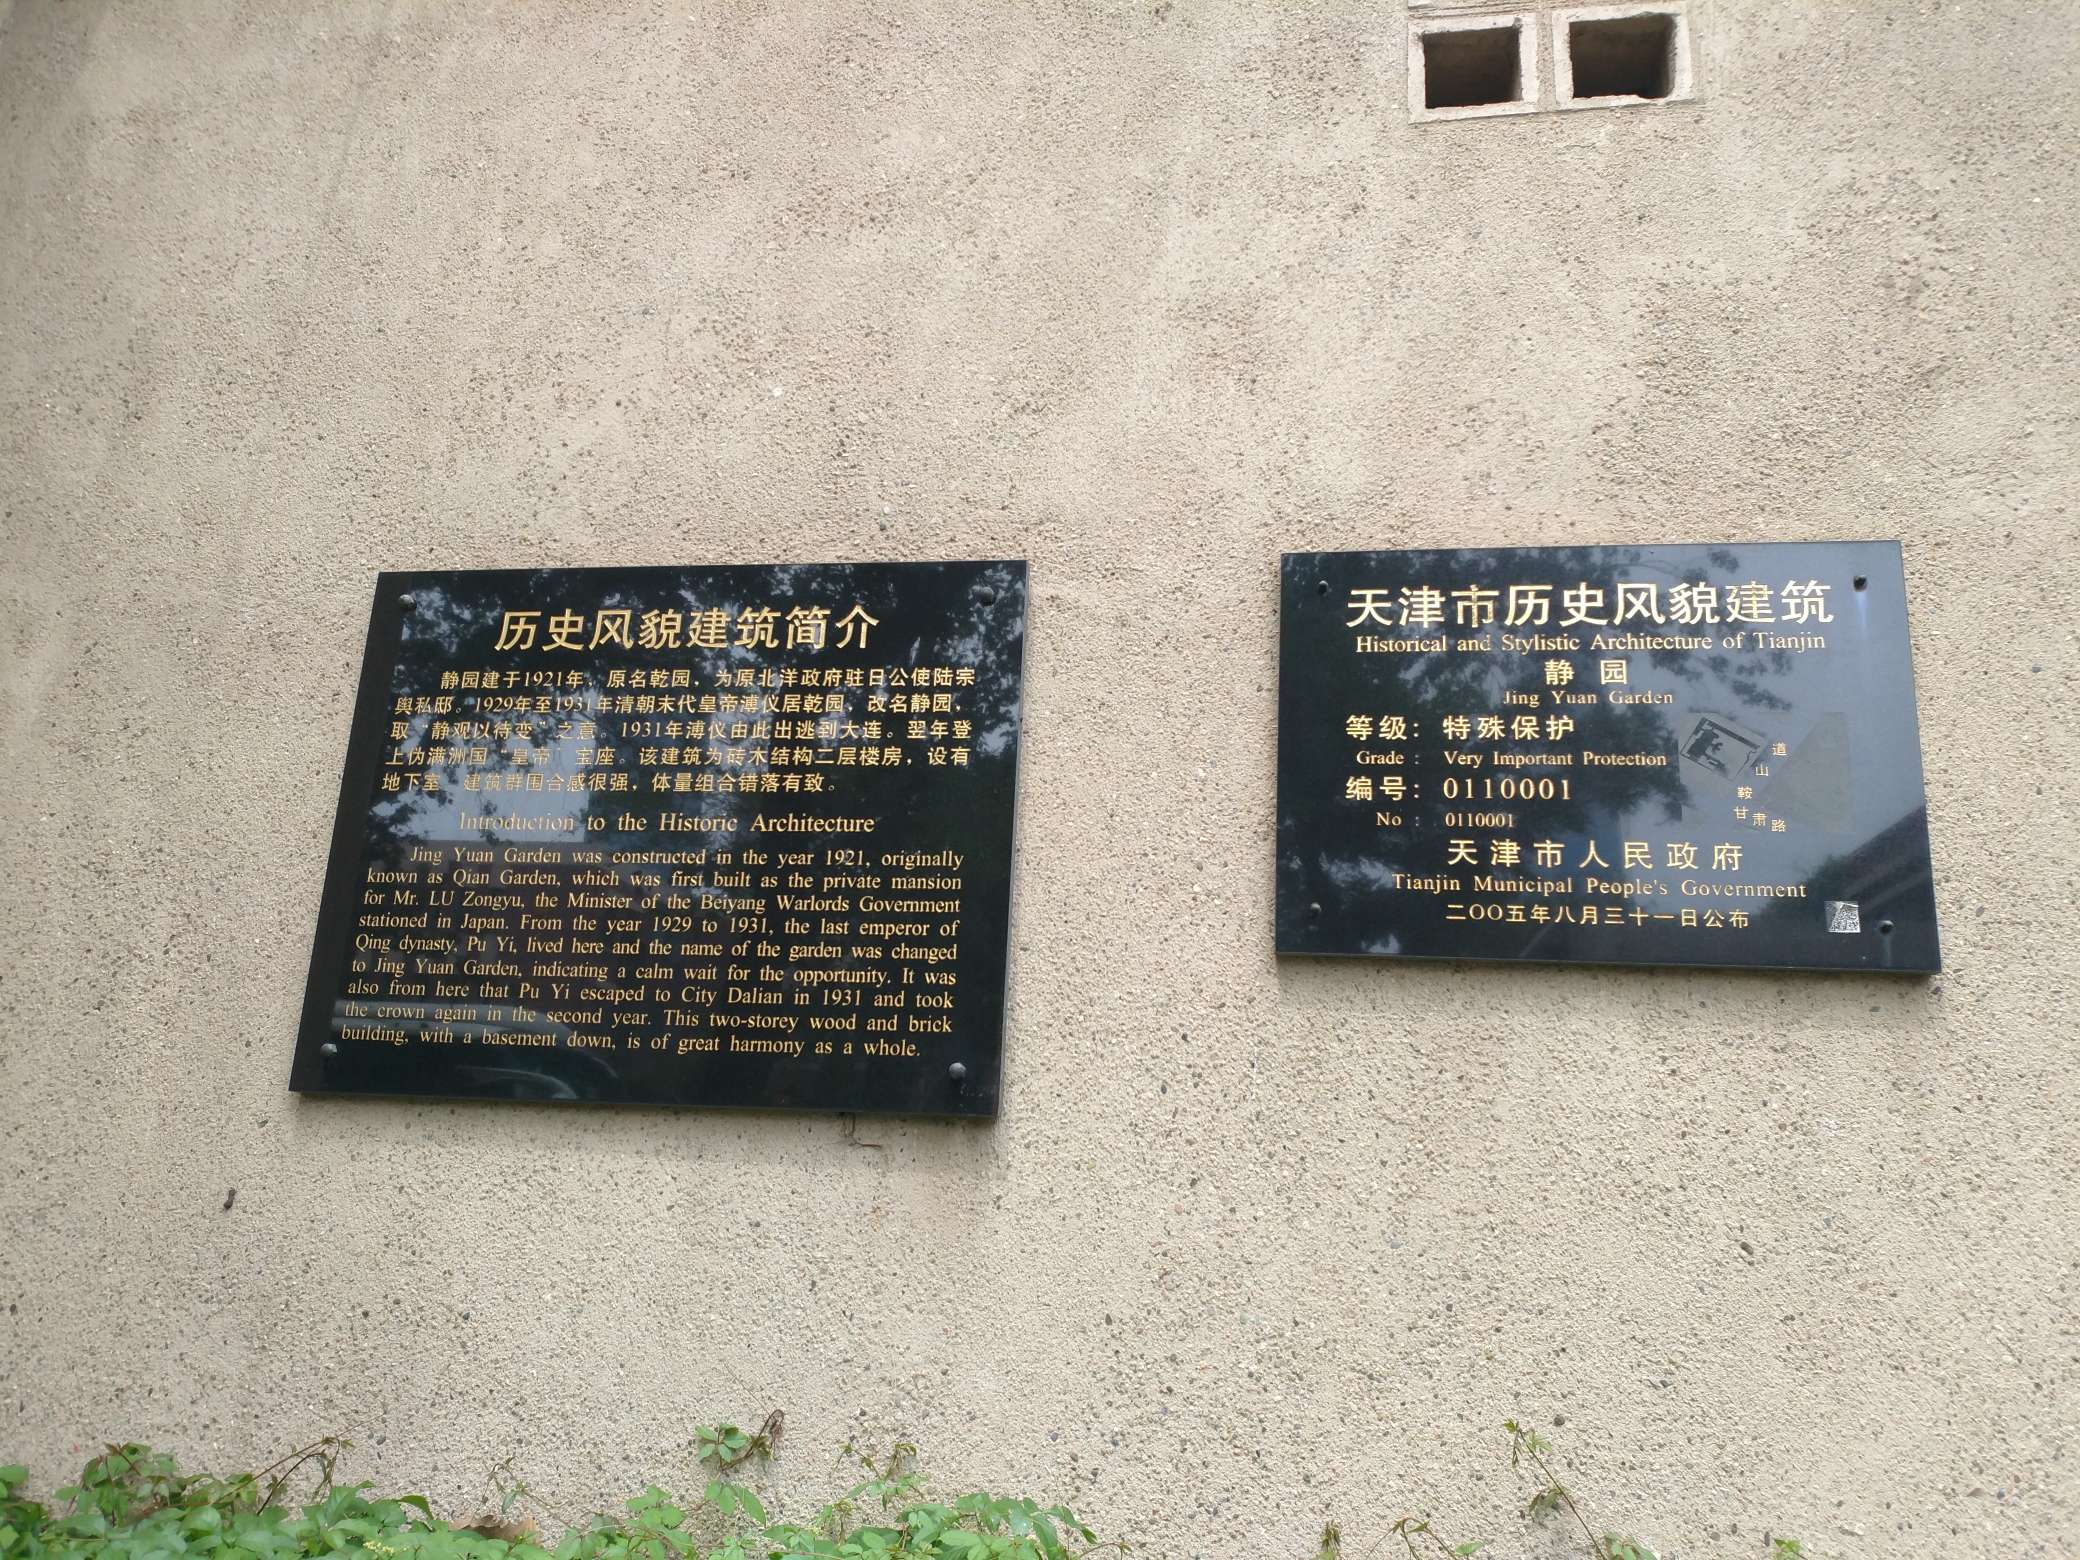 历史风貌建筑简介
静园建于1921年，原名乾园，为原北洋政府驻日公使陆宗
舆私邸。1929年至1931年清朝末代皇帝溥仪居乾园，改名静园，
取“静观以待变”之意。1931年溥仪由此出逃到大连。翌年登
上伪满洲国“皇帝”宝座。该建筑为砖木结构二层楼房，设有
地下室，建筑群围合感很强，体量组合错落有致。
Introduction to the Historic Architecture
Jing Yuan Garden was constructed in the year 1921, originally
known as Qian Garden, which was first built as the private mansion
for Mr. LU Zongyu, the Minister of the Beiyang Warlords Government
stationed in Japan. From the year 1929 to 1931, the last emperor of
Qing dynasty, Pu Yi, lived here and the name of the garden was changed
to Jing Yuan Garden, indicating a calm wait for the opportunity. It was
also from here that Pu Yi escaped to City Dalian in 1931 and took
the crown again in the second year. This two-storey wood and brick
building, with a basement down, is of great harmony as a whole.
天津市历史风貌建筑
Historical and Stylistic Architecture of Tianjin
静 园
Jing Yuan Garden
等级：特殊保护
Grade : Very Important Protection
编号：0110001
No : 0110001
鞍山道
甘肃路
天津市人民政府
Tianjin Municipal People's Government
二〇〇五年八月三十一日公布